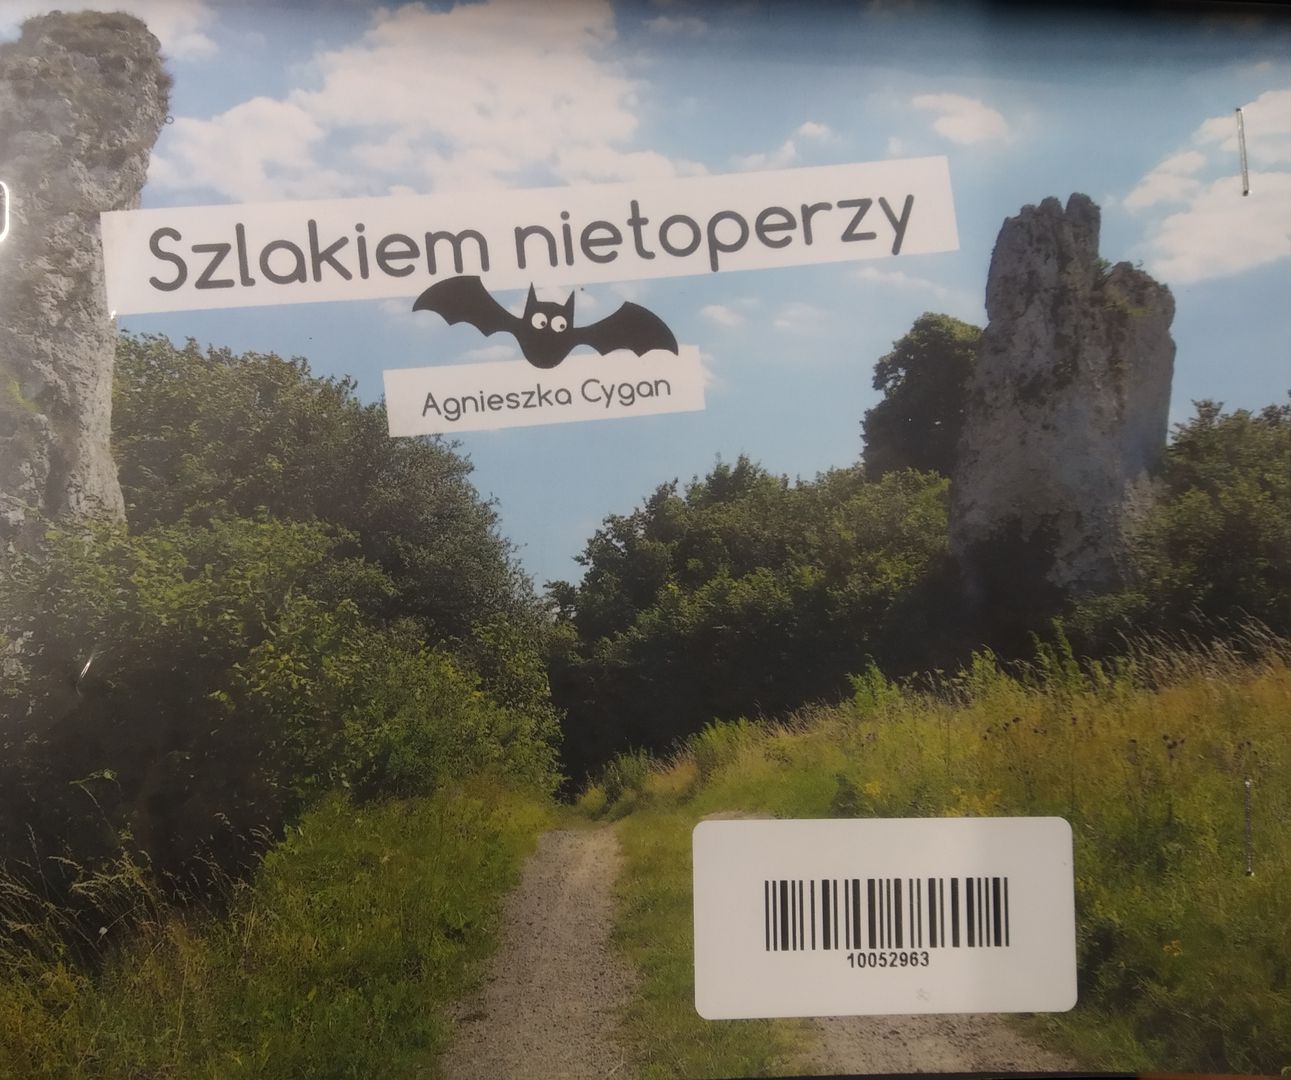 Szlakiem nietoperzy
Agnieszka Cygan
10052963